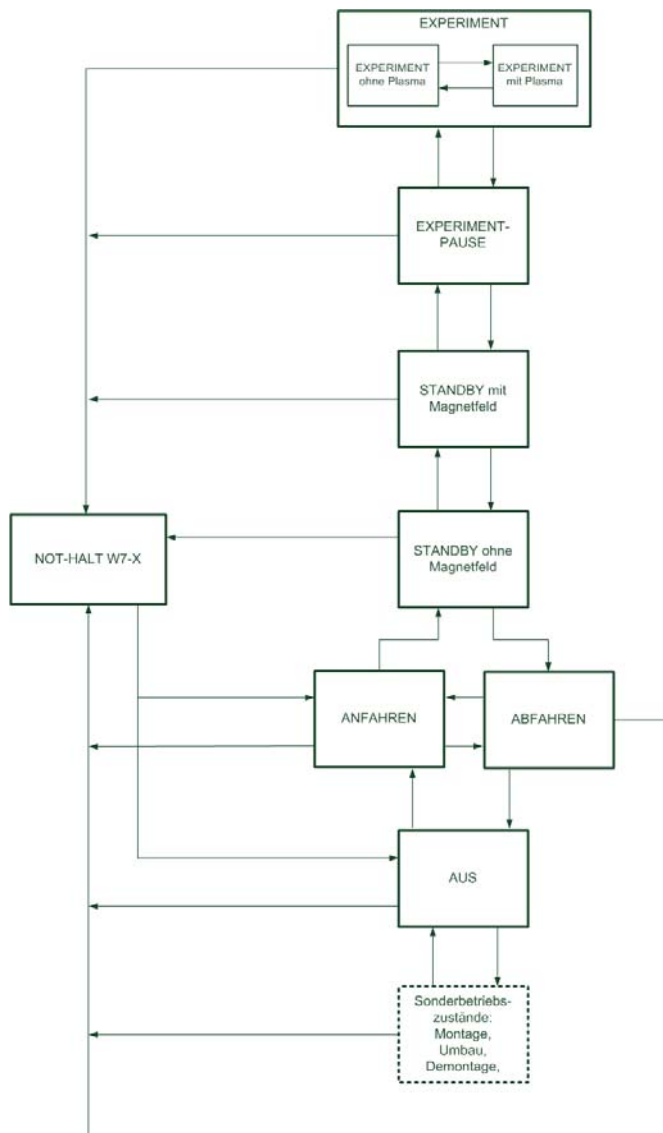 EXPERIMENT
EXPERIMENT
ohne Plasma
EXPERIMENT
mit Plasma
EXPERIMENT-
PAUSE
STANDBY mit
Magnetfeld
NOT-HALT W7-X
STANDBY ohne
Magnetfeld
ANFAHREN
ABFAHREN
AUS
Sonderbetriebs-
zustände:
Montage,
Umbau,
Demontage,